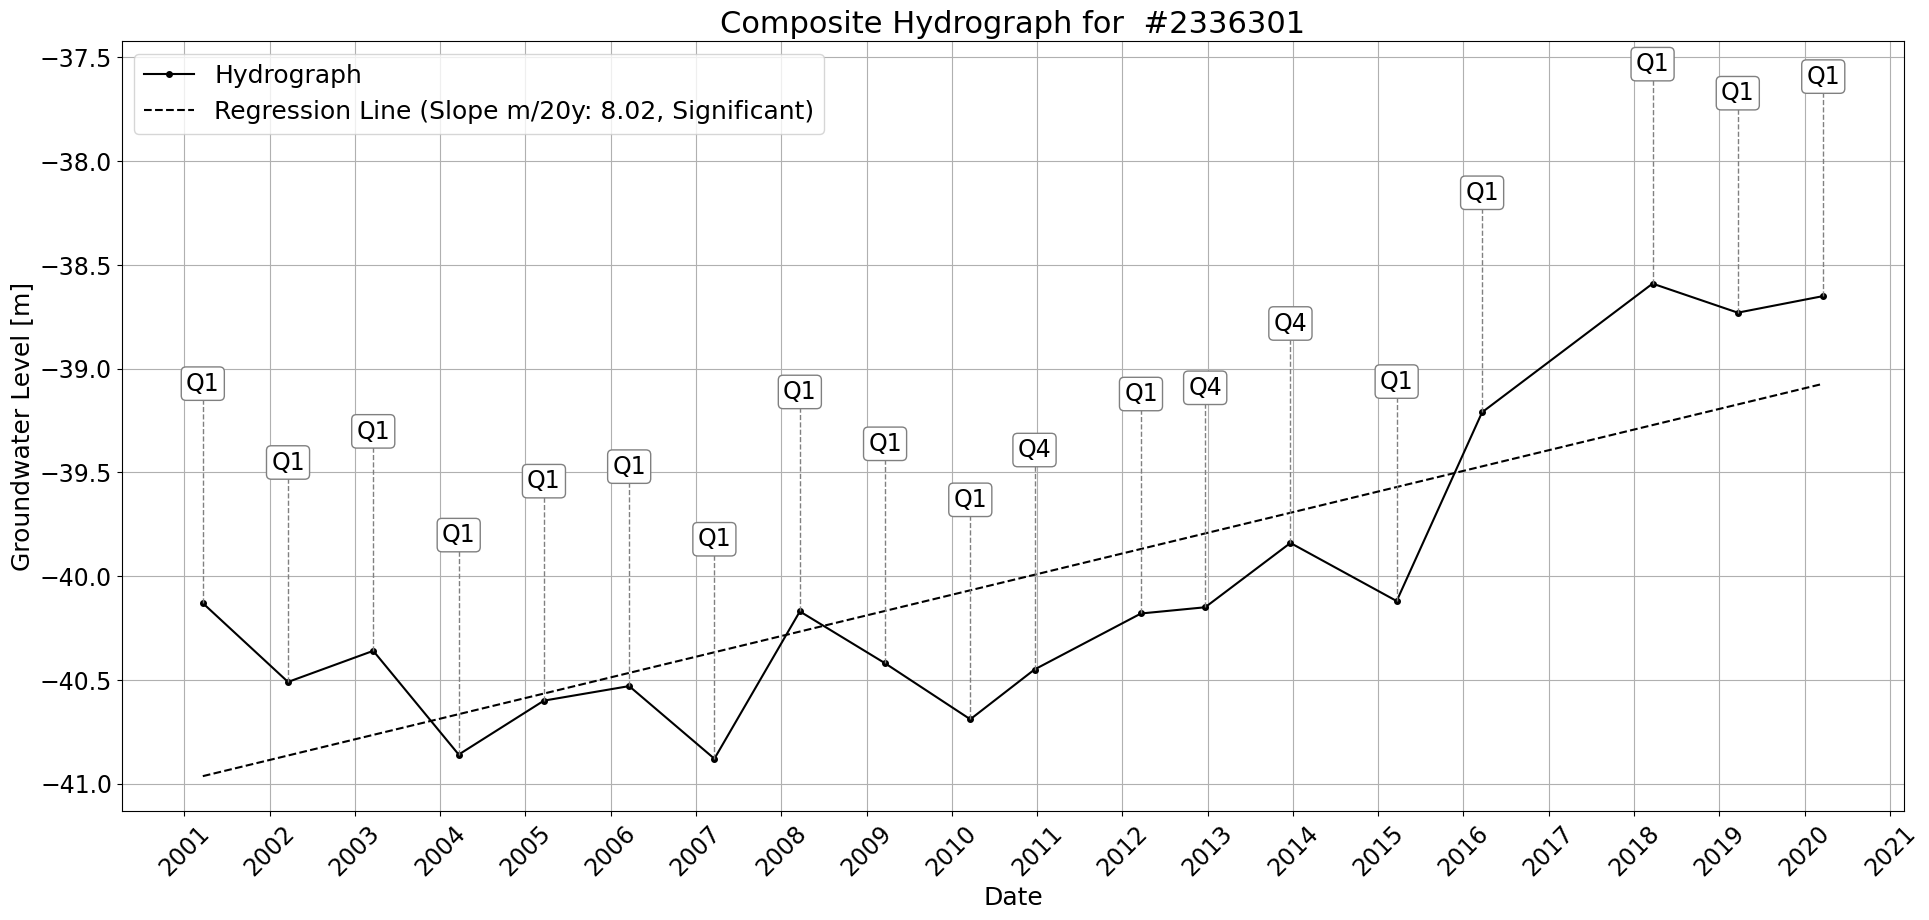 Composite Hydrograph for  #2336301
Hydrograph
Regression Line (Slope m/20y: 8.02, Significant)
Groundwater Level [m]
−37.5
−38.0
−38.5
−39.0
−39.5
−40.0
−40.5
−41.0
Q1
Q1
Q1
Q1
Q1
Q1
Q1
Q1
Q1
Q1
Q4
Q1
Q4
Q4
Q1
Q1
Q1
Q1
Q1
2001
2002
2003
2004
2005
2006
2007
2008
2009
2010
2011
2012
2013
2014
2015
2016
2017
2018
2019
2020
2021
Date